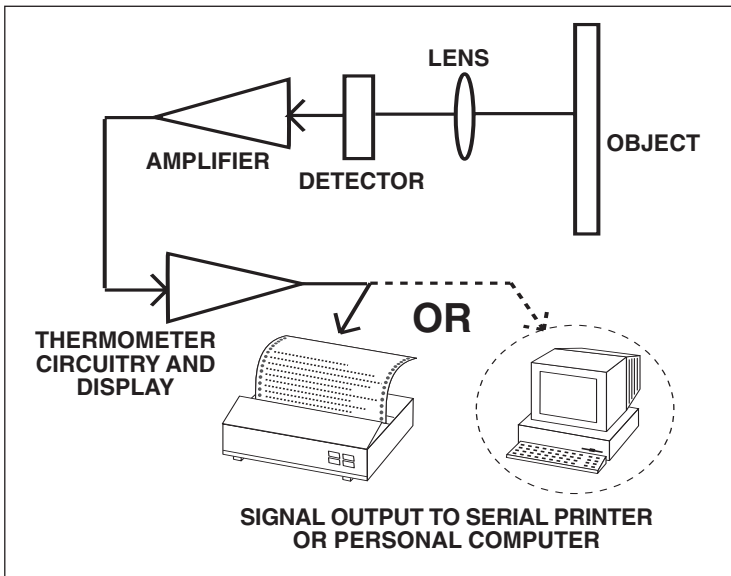 LENS
OBJECT
AMPLIFIER
DETECTOR
OR
THERMOMETER
CIRCUITRY AND
DISPLAY
SIGNAL OUTPUT TO SERIAL PRINTER
OR PERSONAL COMPUTER